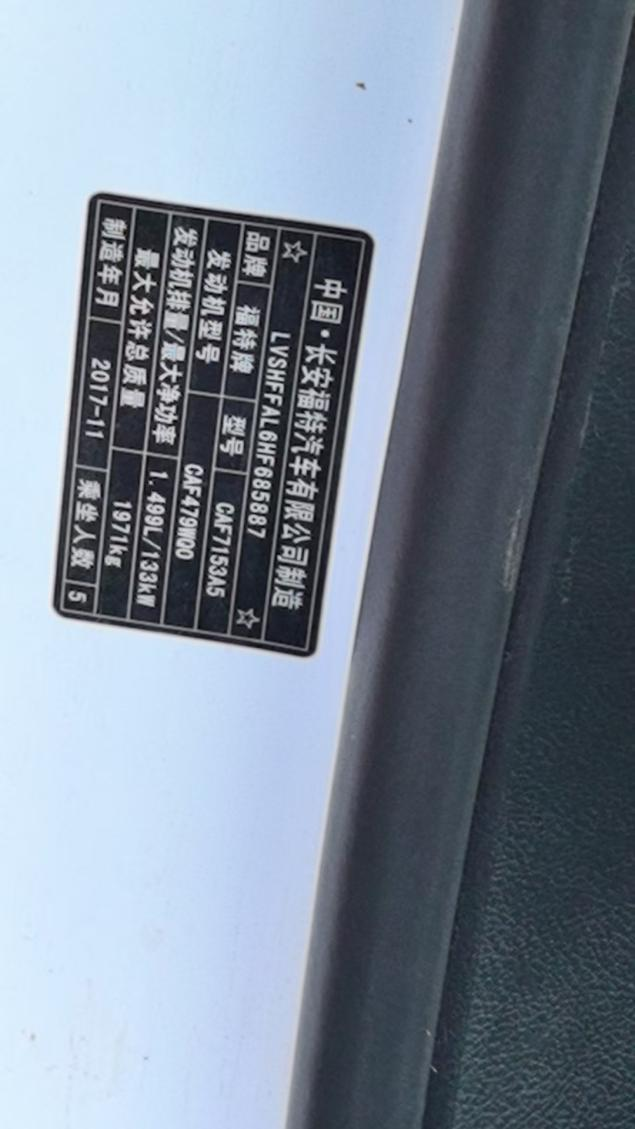 中国·长安福特汽车有限公司制造
☆ LVSHFFAL6HF685887 ☆
品牌 福特牌 型号 CAF7153A5
发动机型号 CAF479WQ0
发动机排量/最大净功率 1.499L/133kW
最大允许总质量 1971kg
制造年月 2017-11 乘坐人数 5